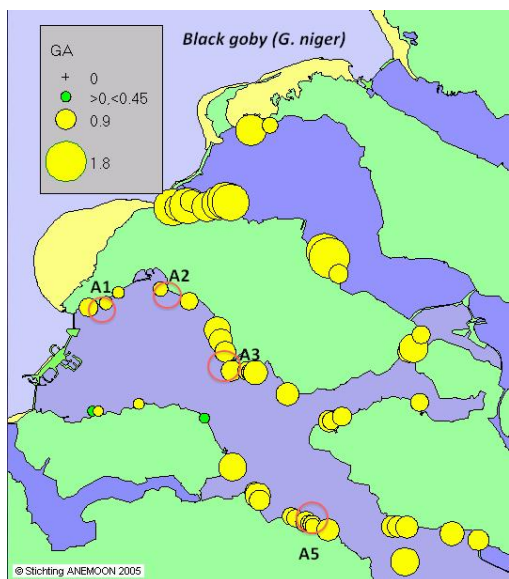 Black goby (G. niger)
GA
0
>0,<0.45
0.9
1.8
A1
A2
A3
A5
© Stichting ANEMOON 2005